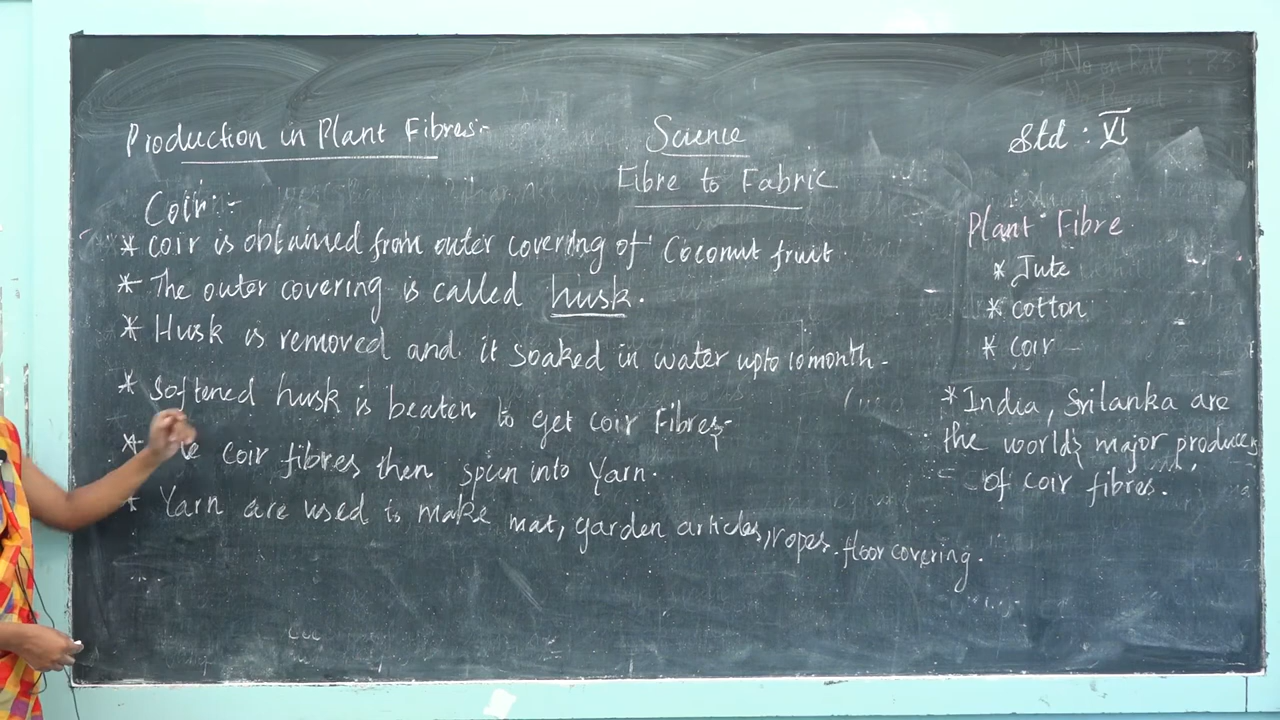 Science
Std : VI
Fibre to Fabric
Production in Plant Fibres:-
Coir:-
* Coir is obtained from outer covering of Coconut fruit.
* The outer covering is called husk.
* Husk is removed and it soaked in water upto 10 month.
* Softened husk is beaten to get coir Fibres.
* coir fibres then spun into Yarn.
* Yarn are used to make mat, garden articles, ropes. floor covering.
Plant Fibre
* Jute
* cotton
* coir
* India, Srilanka are
the world's major producers
of coir fibres.